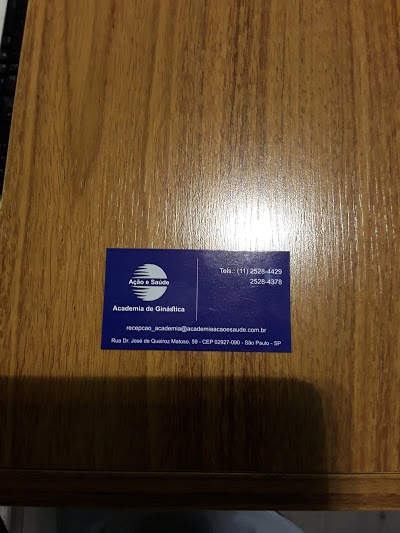 Ação e Saúde
Academia de Ginástica
Tels.: (11) 2528-4429
2528-4378
recepcao_academia@academiaacaoesaude.com.br
Rua Dr. José de Queiroz Matoso, 59 - CEP 02927-090 - São Paulo - SP